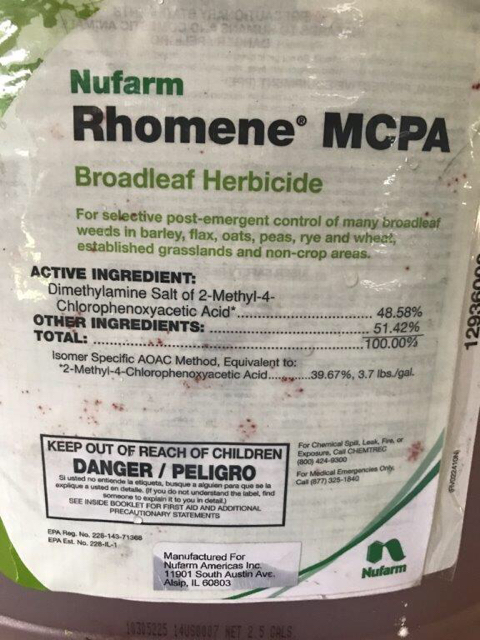 Nufarm
Rhomene® MCPA
Broadleaf Herbicide
For selective post-emergent control of many broadleaf
weeds in barley, flax, oats, peas, rye and wheat,
established grasslands and non-crop areas.
ACTIVE INGREDIENT:
Dimethylamine Salt of 2-Methyl-4-
Chlorophenoxyacetic Acid*.......................... 48.58%
OTHER INGREDIENTS: .......................... 51.42%
TOTAL: .......................... 100.00%
Isomer Specific AOAC Method, Equivalent to:
*2-Methyl-4-Chlorophenoxyacetic Acid............39.67%, 3.7 lbs./gal.
KEEP OUT OF REACH OF CHILDREN
DANGER / PELIGRO
Si usted no entiende la etiqueta, busque a alguien para que se la
explique a usted en detalle. (If you do not understand the label, find
someone to explain it to you in detail.)
SEE INSIDE BOOKLET FOR FIRST AID AND ADDITIONAL
PRECAUTIONARY STATEMENTS
For Chemical Spill, Leak, Fire, or
Exposure, Call CHEMTREC
(800) 424-9300
For Medical Emergencies Only,
Call (877) 325-1840
EPA Reg. No. 228-143-71368
EPA Est. No. 228-IL-1
Manufactured For
Nufarm Americas Inc.
11901 South Austin Ave.
Alsip, IL 60803
Nufarm
NET 2.5 GALS